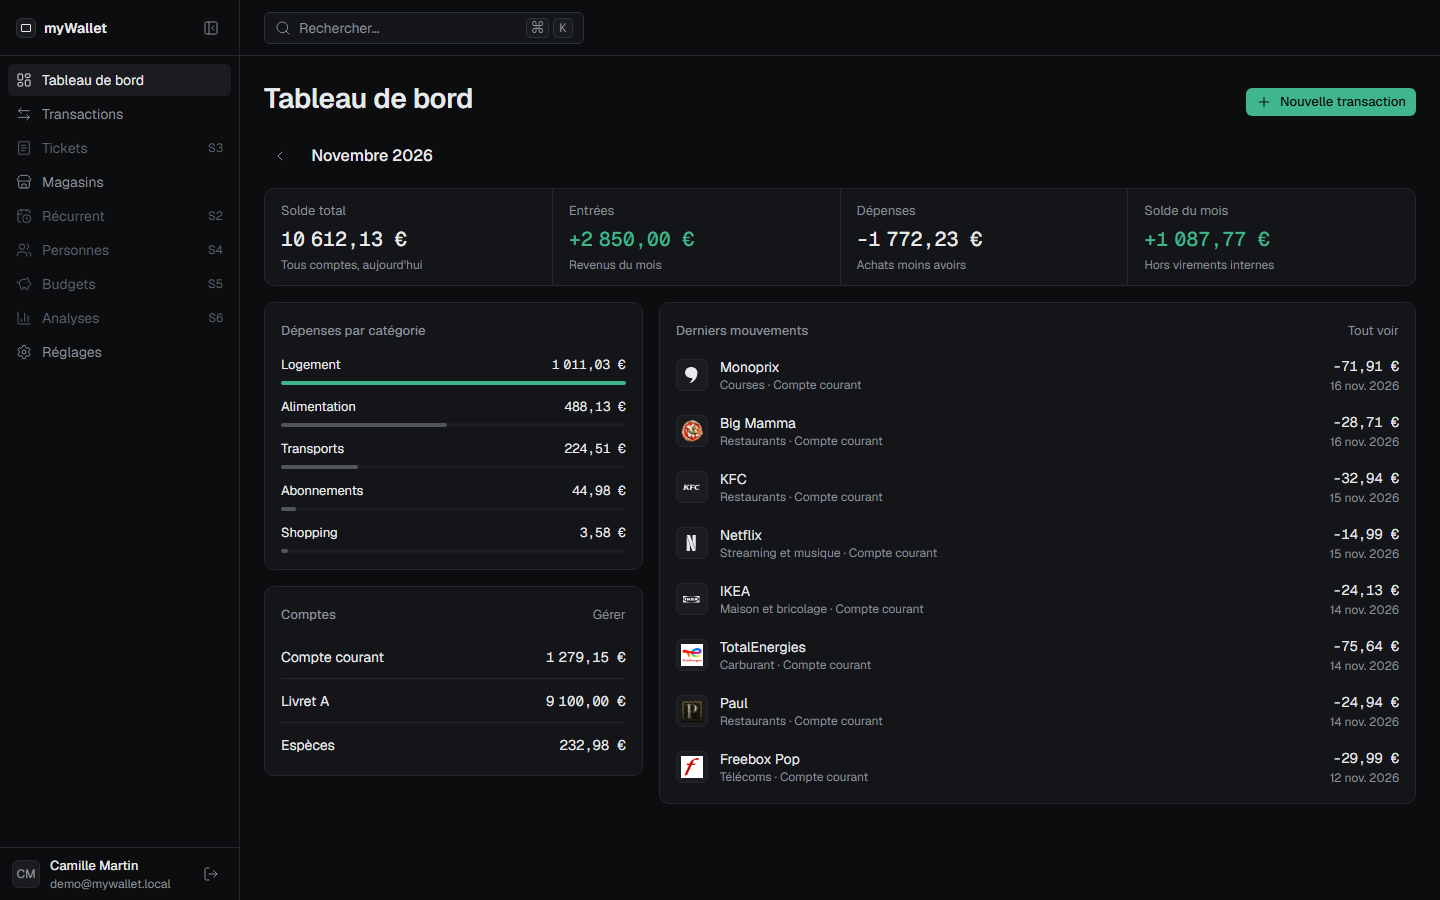 myWallet
Rechercher...
⌘ K
Tableau de bord
Transactions
Tickets S3
Magasins
Récurrent S2
Personnes S4
Budgets S5
Analyses S6
Réglages
Camille Martin
CM
demo@mywallet.local
Tableau de bord
+ Nouvelle transaction
Novembre 2026
Solde total
10 612,13 €
Tous comptes, aujourd'hui
Entrées
+2 850,00 €
Revenus du mois
Dépenses
-1 772,23 €
Achats moins avoirs
Solde du mois
+1 087,77 €
Hors virements internes
Dépenses par catégorie
Logement 1 011,03 €
Alimentation 488,13 €
Transports 224,51 €
Abonnements 44,98 €
Shopping 3,58 €
Comptes Gérer
Compte courant 1 279,15 €
Livret A 9 100,00 €
Espèces 232,98 €
Derniers mouvements Tout voir
Monoprix -71,91 €
Courses · Compte courant 16 nov. 2026
Big Mamma -28,71 €
Restaurants · Compte courant 16 nov. 2026
KFC
KFC -32,94 €
Restaurants · Compte courant 15 nov. 2026
N
Netflix -14,99 €
Streaming et musique · Compte courant 15 nov. 2026
IKEA
IKEA -24,13 €
Maison et bricolage · Compte courant 14 nov. 2026
TotalEnergies -75,64 €
Carburant · Compte courant 14 nov. 2026
P
Paul -24,94 €
Restaurants · Compte courant 14 nov. 2026
f
Freebox Pop -29,99 €
Télécoms · Compte courant 12 nov. 2026